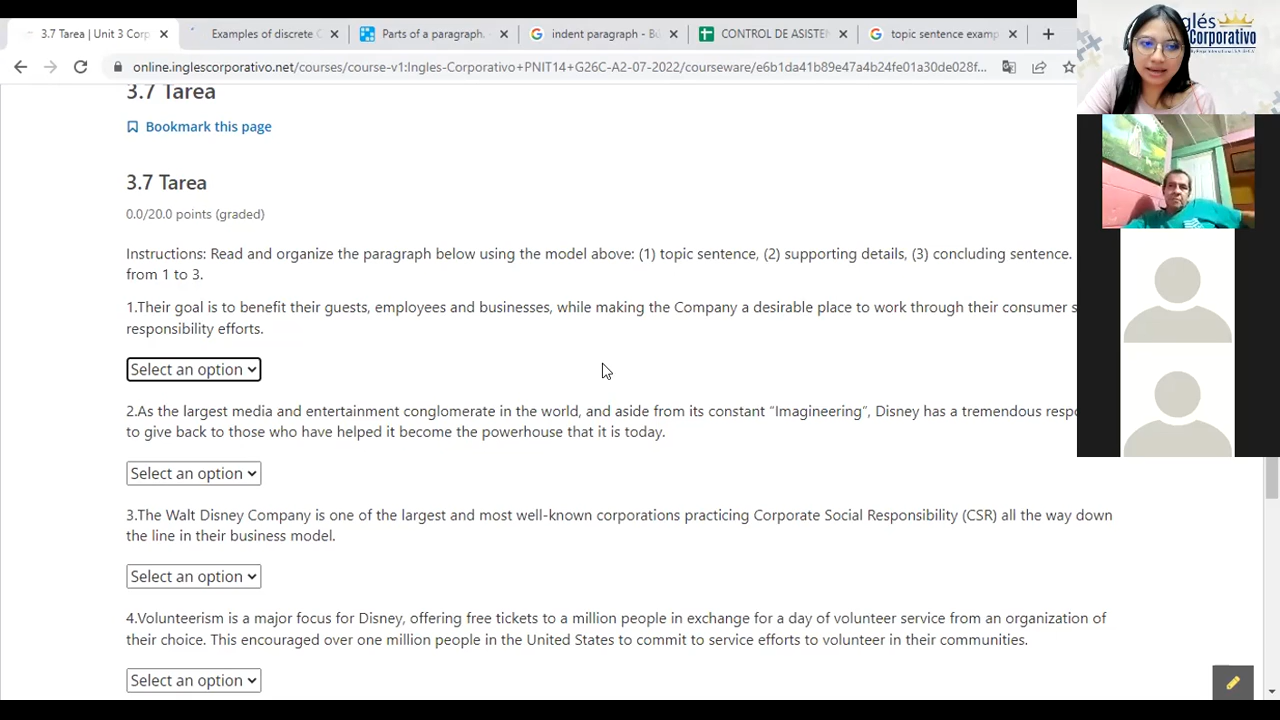 3.7 Tarea | Unit 3 Corp
Examples of discrete
Parts of a paragraph.
indent paragraph - B
CONTROL DE ASISTE
topic sentence examp
online.inglescorporativo.net/courses/course-v1:Ingles-Corporativo+PNIT14+G26C-A2-07-2022/courseware/e6b1da41b89e47a4b24fe01a30de028f...
Inglés
Corporativo
3.7 Tarea
Bookmark this page
3.7 Tarea
0.0/20.0 points (graded)
Instructions: Read and organize the paragraph below using the model above: (1) topic sentence, (2) supporting details, (3) concluding sentence.
from 1 to 3.
1.Their goal is to benefit their guests, employees and businesses, while making the Company a desirable place to work through their consumer s
responsibility efforts.
Select an option
2.As the largest media and entertainment conglomerate in the world, and aside from its constant “Imagineering”, Disney has a tremendous respo
to give back to those who have helped it become the powerhouse that it is today.
Select an option
3.The Walt Disney Company is one of the largest and most well-known corporations practicing Corporate Social Responsibility (CSR) all the way down
the line in their business model.
Select an option
4.Volunteerism is a major focus for Disney, offering free tickets to a million people in exchange for a day of volunteer service from an organization of
their choice. This encouraged over one million people in the United States to commit to service efforts to volunteer in their communities.
Select an option